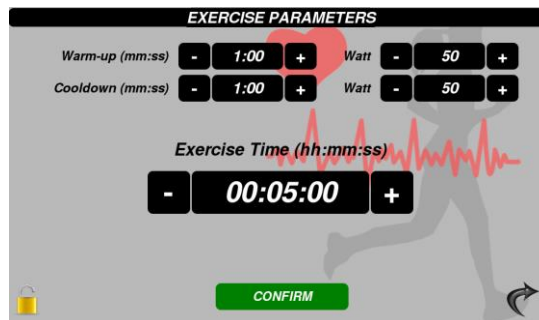 EXERCISE PARAMETERS
Warm-up (mm:ss) - 1:00 + Watt - 50 +
Cooldown (mm:ss) - 1:00 + Watt - 50 +
Exercise Time (hh:mm:ss)
- 00:05:00 +
CONFIRM